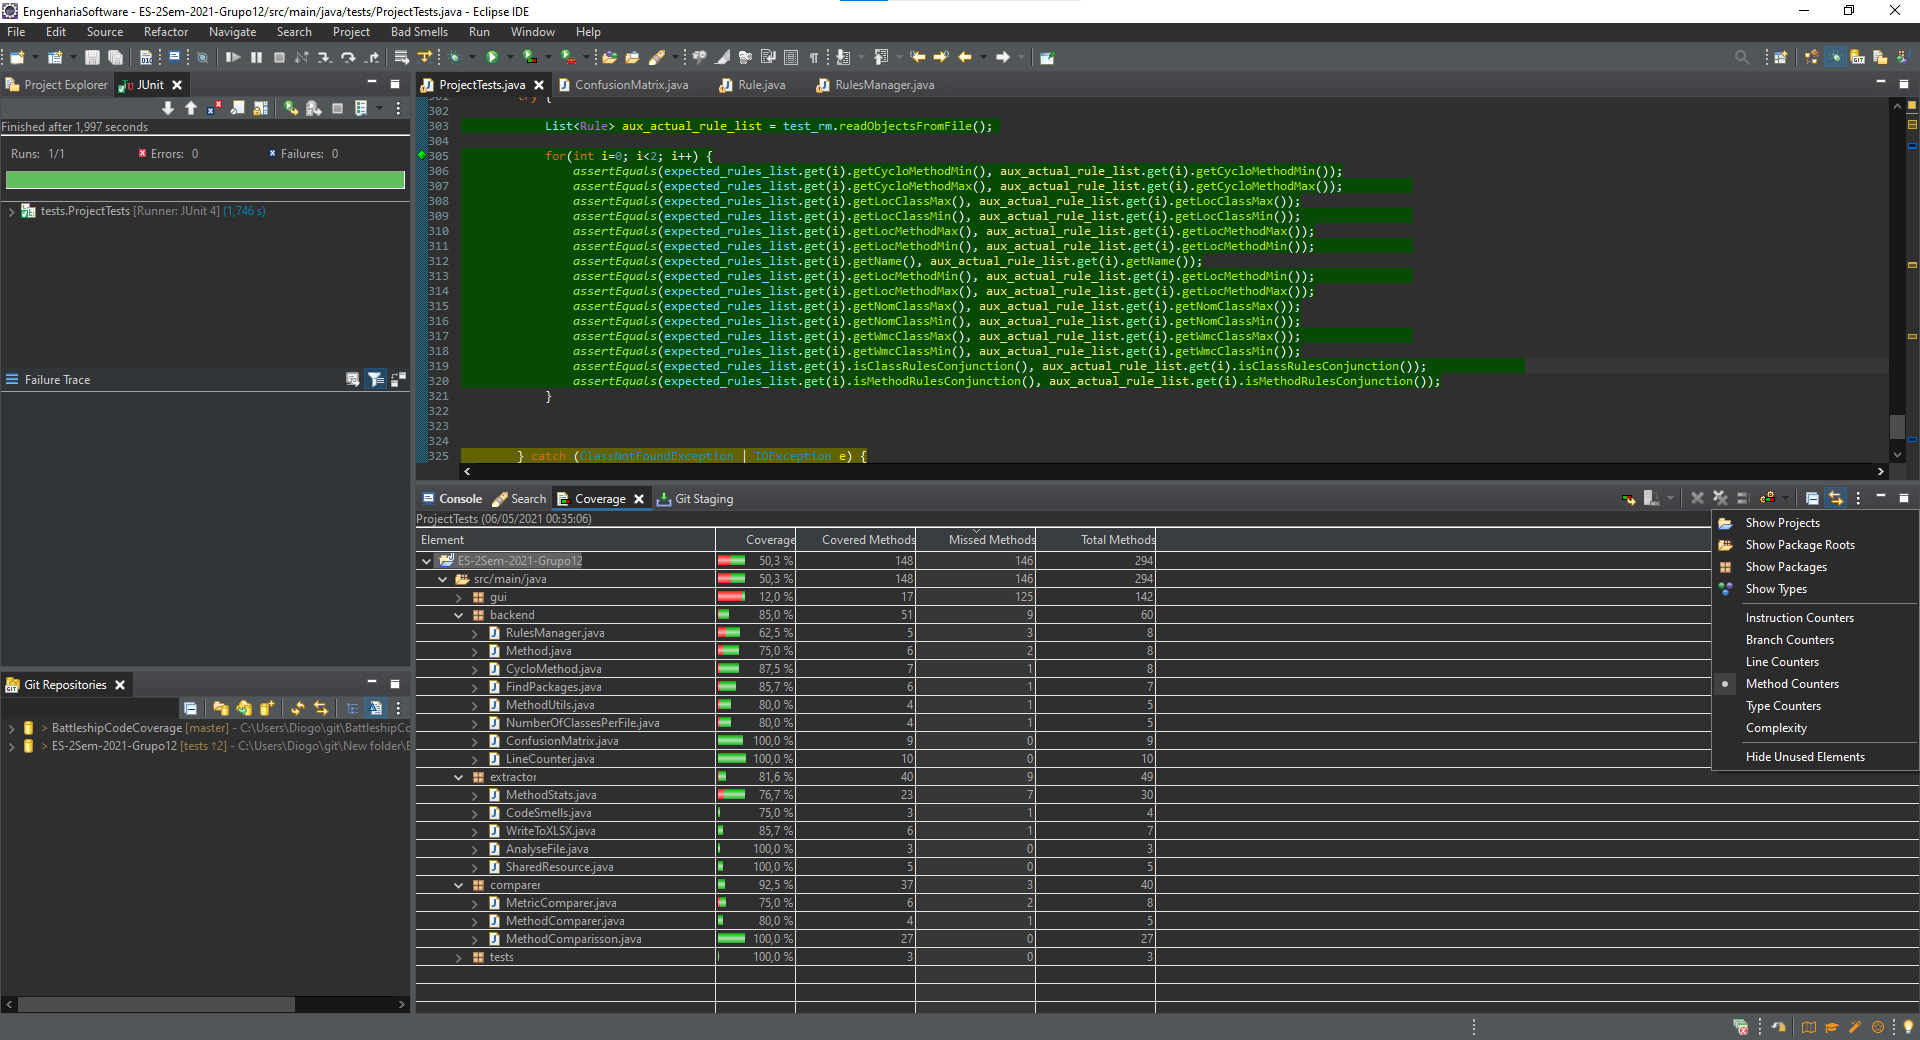 EngenhariaSoftware - ES-2Sem-2021-Grupo12/src/main/java/tests/ProjectTests.java - Eclipse IDE
File Edit Source Refactor Navigate Search Project Bad Smells Run Window Help
Project Explorer JUnit
Finished after 1,997 seconds
Runs: 1/1 Errors: 0 Failures: 0
tests.ProjectTests [Runner: JUnit 4] (1,746 s)
Failure Trace
Git Repositories
> BattleshipCodeCoverage [master] - C:\Users\Diogo\git\BattleshipCo
> ES-2Sem-2021-Grupo12 [tests ↑2] - C:\Users\Diogo\git\New folder\E
ProjectTests.java ConfusionMatrix.java Rule.java RulesManager.java
301 try {
302
303 List<Rule> aux_actual_rule_list = test_rm.readObjectsFromFile();
304
305 for(int i=0; i<2; i++) {
306 assertEquals(expected_rules_list.get(i).getCycloMethodMin(), aux_actual_rule_list.get(i).getCycloMethodMin());
307 assertEquals(expected_rules_list.get(i).getCycloMethodMax(), aux_actual_rule_list.get(i).getCycloMethodMax());
308 assertEquals(expected_rules_list.get(i).getLocClassMax(), aux_actual_rule_list.get(i).getLocClassMax());
309 assertEquals(expected_rules_list.get(i).getLocClassMin(), aux_actual_rule_list.get(i).getLocClassMin());
310 assertEquals(expected_rules_list.get(i).getLocMethodMax(), aux_actual_rule_list.get(i).getLocMethodMax());
311 assertEquals(expected_rules_list.get(i).getLocMethodMin(), aux_actual_rule_list.get(i).getLocMethodMin());
312 assertEquals(expected_rules_list.get(i).getName(), aux_actual_rule_list.get(i).getName());
313 assertEquals(expected_rules_list.get(i).getLocMethodMin(), aux_actual_rule_list.get(i).getLocMethodMin());
314 assertEquals(expected_rules_list.get(i).getLocMethodMax(), aux_actual_rule_list.get(i).getLocMethodMax());
315 assertEquals(expected_rules_list.get(i).getNomClassMax(), aux_actual_rule_list.get(i).getNomClassMax());
316 assertEquals(expected_rules_list.get(i).getNomClassMin(), aux_actual_rule_list.get(i).getNomClassMin());
317 assertEquals(expected_rules_list.get(i).getWmcClassMax(), aux_actual_rule_list.get(i).getWmcClassMax());
318 assertEquals(expected_rules_list.get(i).getWmcClassMin(), aux_actual_rule_list.get(i).getWmcClassMin());
319 assertEquals(expected_rules_list.get(i).isClassRulesConjunction(), aux_actual_rule_list.get(i).isClassRulesConjunction());
320 assertEquals(expected_rules_list.get(i).isMethodRulesConjunction(), aux_actual_rule_list.get(i).isMethodRulesConjunction());
321 }
322
323
324
325 } catch (ClassNotFoundException | IOException e) {
Console Search Coverage Git Staging
ProjectTests (06/05/2021 00:35:06)
Element Coverage Covered Methods Missed Methods Total Methods
ES-2Sem-2021-Grupo12 50,3 % 148 146 294
src/main/java 50,3 % 148 146 294
gui 12,0 % 17 125 142
backend 85,0 % 51 9 60
RulesManager.java 62,5 % 5 3 8
Method.java 75,0 % 6 2 8
CycloMethod.java 87,5 % 7 1 8
FindPackages.java 85,7 % 6 1 7
MethodUtils.java 80,0 % 4 1 5
NumberOfClassesPerFile.java 80,0 % 4 1 5
ConfusionMatrix.java 100,0 % 9 0 9
LineCounter.java 100,0 % 10 0 10
extractor 81,6 % 40 9 49
MethodStats.java 76,7 % 23 7 30
CodeSmells.java 75,0 % 3 1 4
WriteToXLSX.java 85,7 % 6 1 7
AnalyseFile.java 100,0 % 3 0 3
SharedResource.java 100,0 % 5 0 5
comparer 92,5 % 37 3 40
MetricComparer.java 75,0 % 6 2 8
MethodComparer.java 80,0 % 4 1 5
MethodComparisson.java 100,0 % 27 0 27
tests 100,0 % 3 0 3
Show Projects
Show Package Roots
Show Packages
Show Types
Instruction Counters
Branch Counters
Line Counters
Method Counters
Type Counters
Complexity
Hide Unused Elements